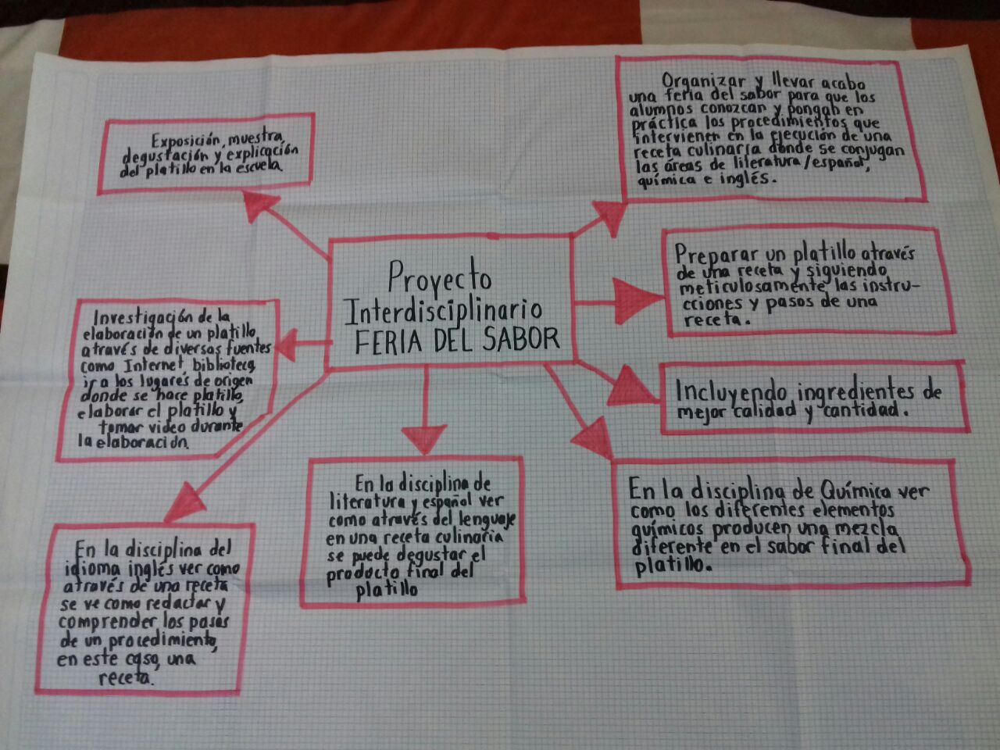 Proyecto
Interdisciplinario
FERIA DEL SABOR
Organizar y llevar acabo
una feria del sabor para que los
alumnos conozcan y pongan en
práctica los procedimientos que
intervienen en la ejecución de una
receta culinaria donde se conjugan
las áreas de literatura/español,
química e inglés.
Preparar un platillo através
de una receta y siguiendo
meticulosamente las instru-
cciones y pasos de una
receta.
Incluyendo ingredientes de
mejor calidad y cantidad.
En la disciplina de Química ver
como los diferentes elementos
químicos producen una mezcla
diferente en el sabor final del
platillo.
En la disciplina de
literatura y español ver
como através del lenguaje
en una receta culinaria
se puede degustar el
producto final del
platillo
En la disciplina del
idioma inglés ver como
através de una receta
se ve como redactar y
comprender los pasos
de un procedimiento,
en este caso, una
receta.
Investigación de la
elaboración de un platillo
através de diversas fuentes
como Internet, biblioteca,
ir a los lugares de origen
donde se hace platillo,
elaborar el platillo y
tomar video durante
la elaboración.
Exposición, muestra,
degustación y explicación
del platillo en la escuela.